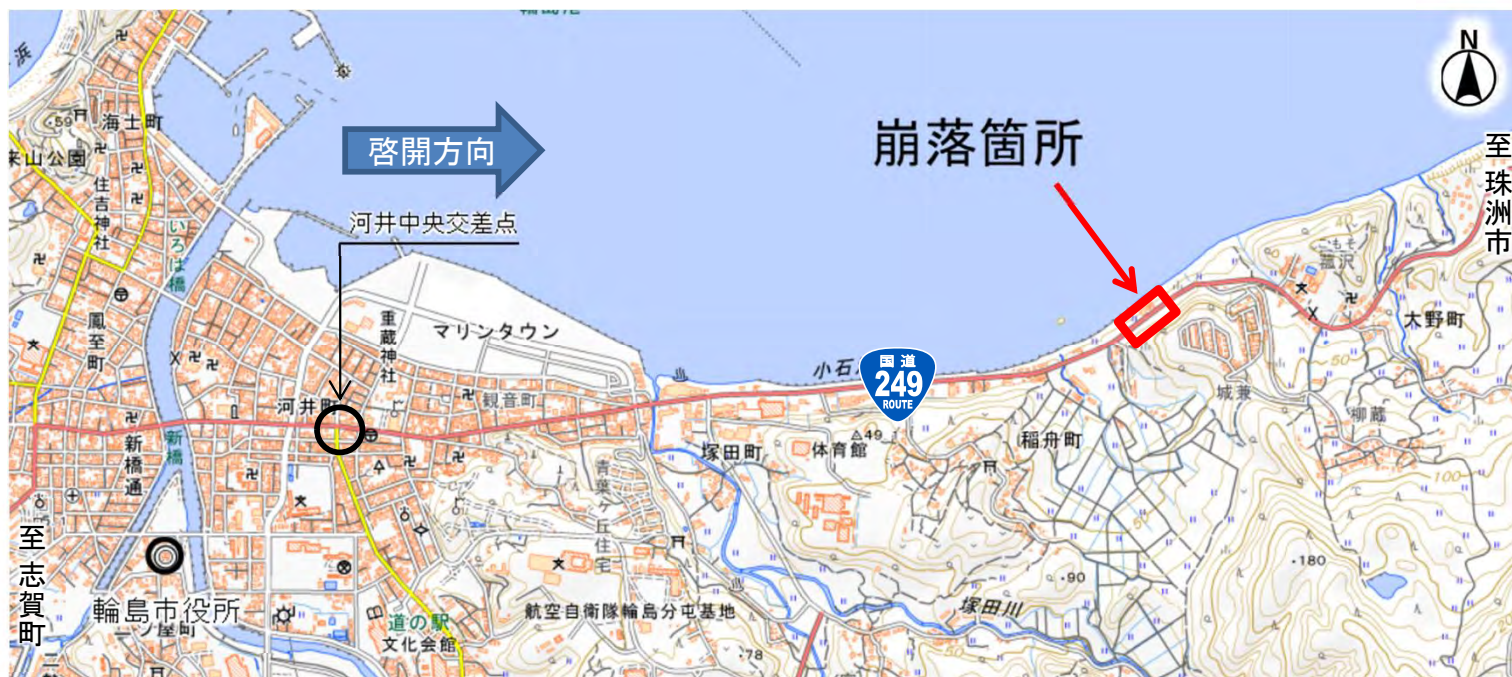 N
崩落箇所
啓開方向
海士町
住吉神社
いろは橋
河井中央交差点
至珠洲市
鳳至町
重蔵神社
マリンタウン
大野町
国道
249
ROUTE
河井町
観音町
城兼
柳蔵
新橋通
新橋
塚田町
体育館
49
稲舟町
青葉ヶ丘住宅
50
100
180
90
至志賀町
輪島市役所
道の駅
文化会館
航空自衛隊輪島分屯基地
塚田川
78